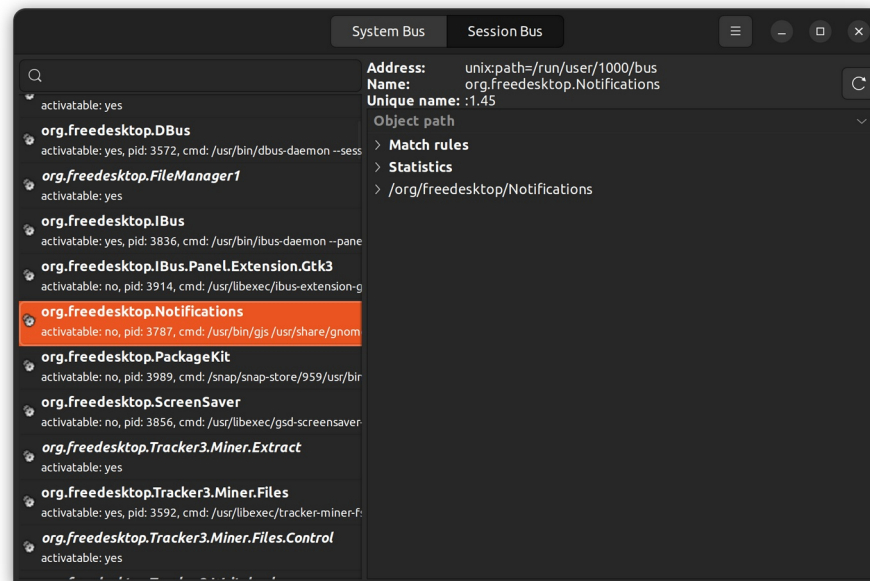 System Bus
Session Bus
Address: unix:path=/run/user/1000/bus
Name: org.freedesktop.Notifications
Unique name: :1.45
Object path
Match rules
Statistics
/org/freedesktop/Notifications
activatable: yes
org.freedesktop.DBus
activatable: yes, pid: 3572, cmd: /usr/bin/dbus-daemon --sess
org.freedesktop.FileManager1
activatable: yes
org.freedesktop.IBus
activatable: yes, pid: 3836, cmd: /usr/bin/ibus-daemon --pane
org.freedesktop.IBus.Panel.Extension.Gtk3
activatable: no, pid: 3914, cmd: /usr/libexec/ibus-extension-g
org.freedesktop.Notifications
activatable: no, pid: 3787, cmd: /usr/bin/gjs /usr/share/gnom
org.freedesktop.PackageKit
activatable: no, pid: 3989, cmd: /snap/snap-store/959/usr/bin
org.freedesktop.ScreenSaver
activatable: no, pid: 3856, cmd: /usr/libexec/gsd-screensaver-
org.freedesktop.Tracker3.Miner.Extract
activatable: yes
org.freedesktop.Tracker3.Miner.Files
activatable: yes, pid: 3592, cmd: /usr/libexec/tracker-miner-fs
org.freedesktop.Tracker3.Miner.Files.Control
activatable: yes